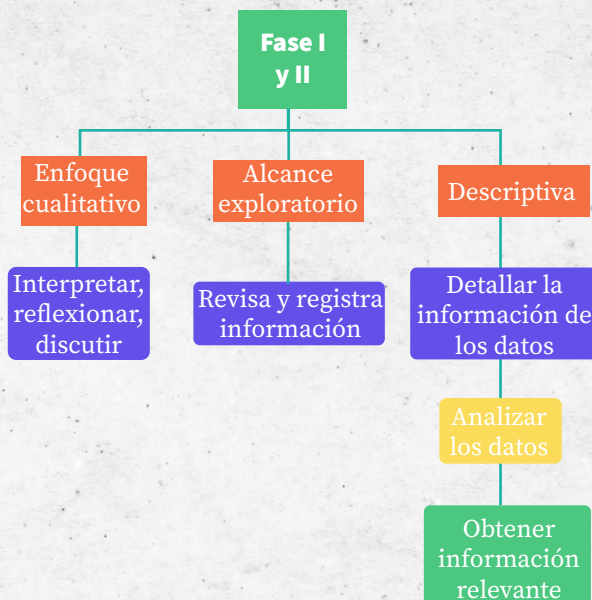 Fase I
y II
Enfoque
cualitativo
Alcance
exploratorio
Descriptiva
Interpretar,
reflexionar,
discutir
Revisa y registra
información
Detallar la
información de
los datos
Analizar
los datos
Obtener
información
relevante